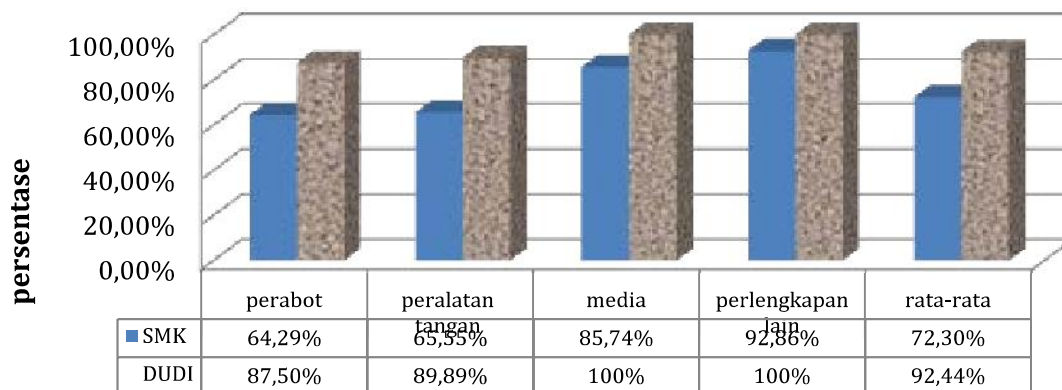 100,00%
80,00%
60,00%
40,00%
20,00%
0,00%
persentase
perabot peralatan tangan media perlengkapan lain rata-rata
SMK 64,29% 65,55% 85,74% 92,86% 72,30%
DUDI 87,50% 89,89% 100% 100% 92,44%